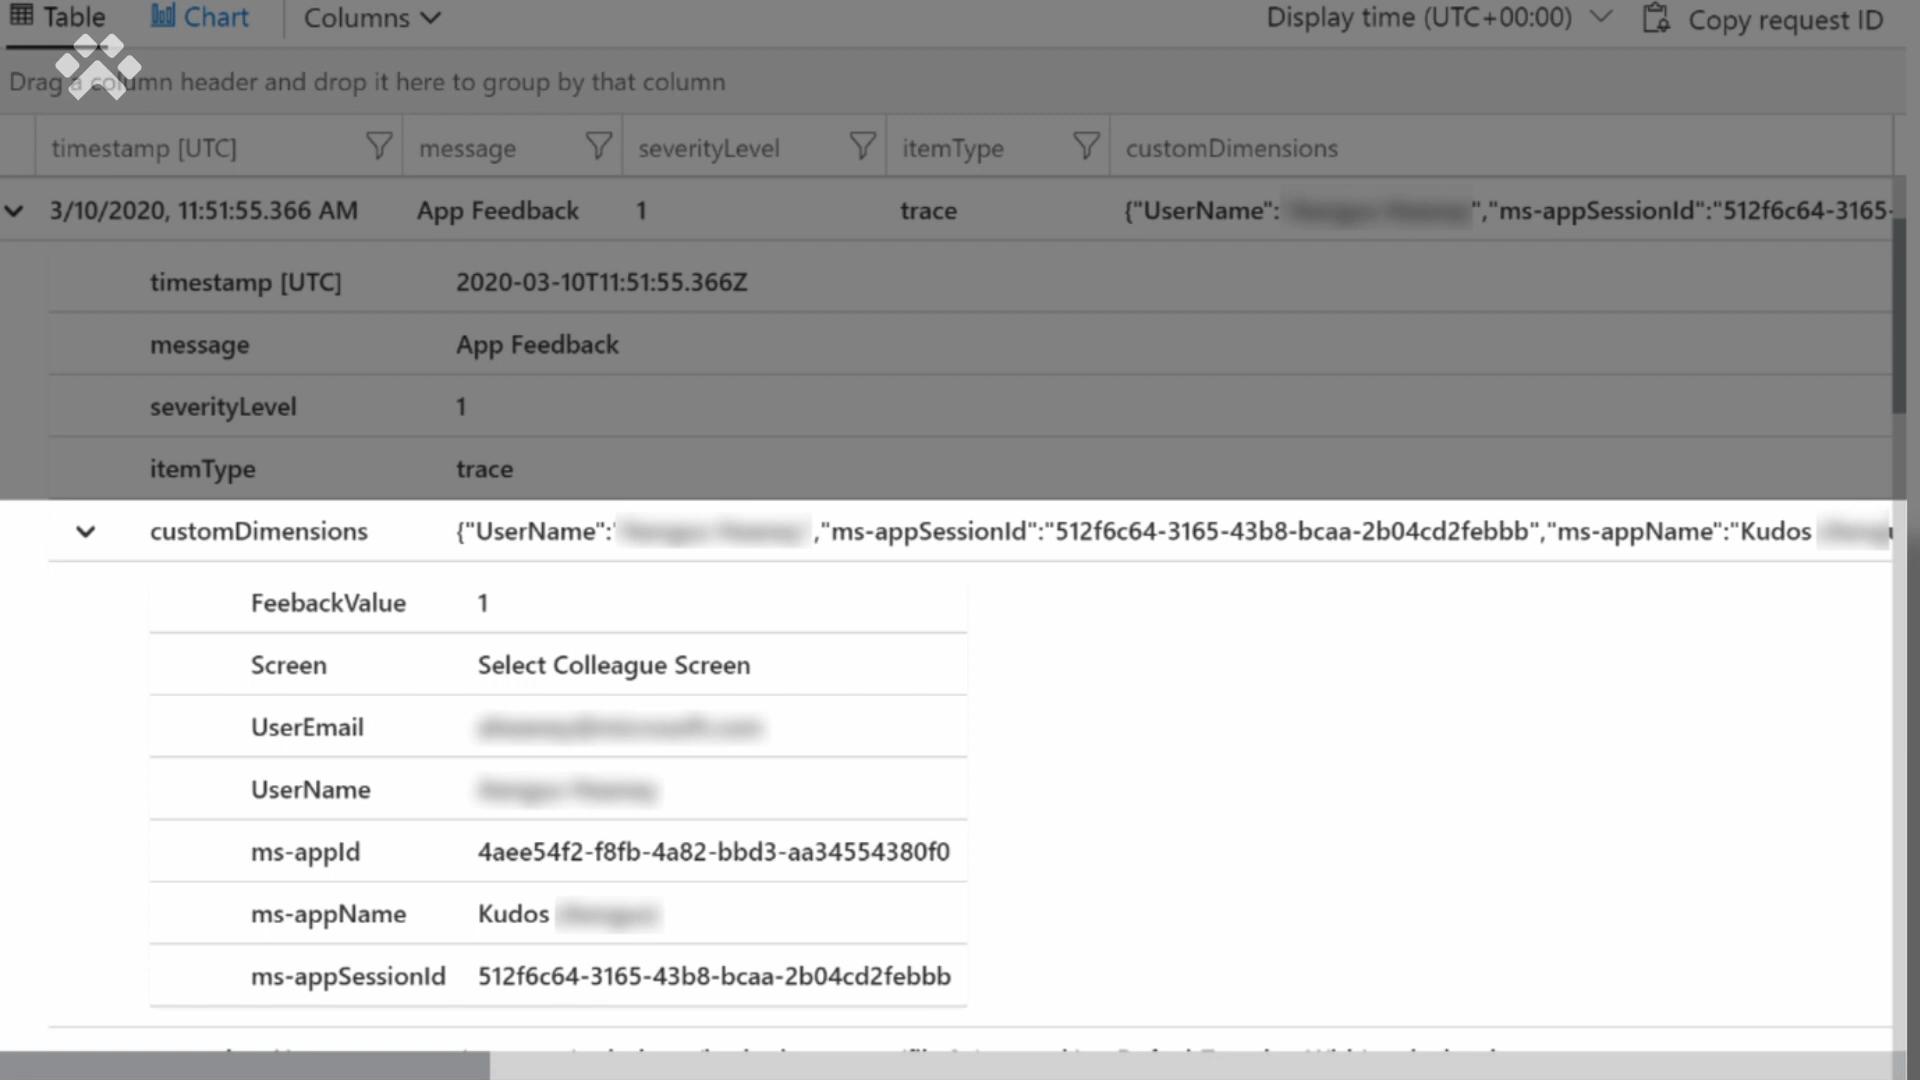 Table Chart Columns Display time (UTC+00:00) Copy request ID
Drag a column header and drop it here to group by that column
timestamp [UTC] message severityLevel itemType customDimensions
3/10/2020, 11:51:55.366 AM App Feedback 1 trace {"UserName": ","ms-appSessionId":"512f6c64-3165-
timestamp [UTC] 2020-03-10T11:51:55.366Z
message App Feedback
severityLevel 1
itemType trace
customDimensions {"UserName":" ","ms-appSessionId":"512f6c64-3165-43b8-bcaa-2b04cd2febbb","ms-appName":"Kudos
FeebackValue 1
Screen Select Colleague Screen
UserEmail
UserName
ms-appId 4aee54f2-f8fb-4a82-bbd3-aa34554380f0
ms-appName Kudos
ms-appSessionId 512f6c64-3165-43b8-bcaa-2b04cd2febbb